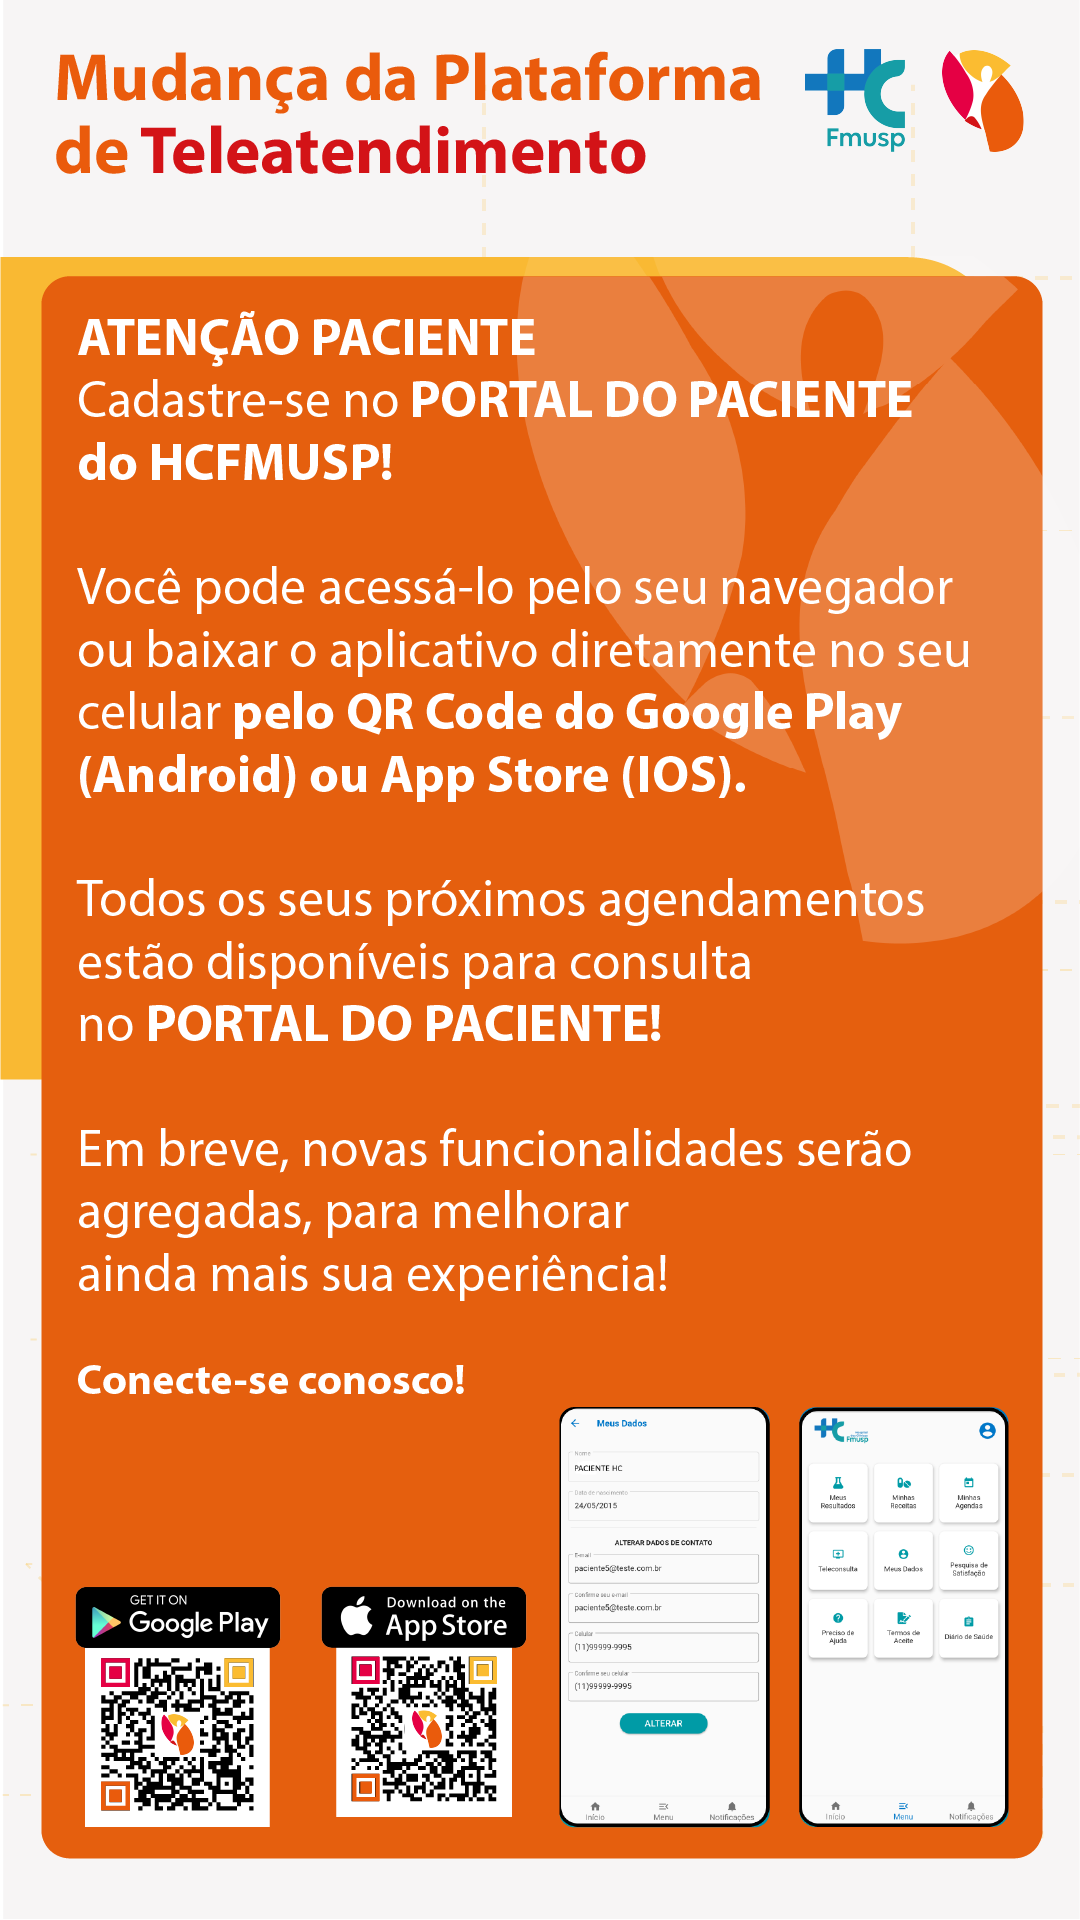 Mudança da Plataforma
de Teleatendimento
HC
Fmusp
ATENÇÃO PACIENTE
Cadastre-se no PORTAL DO PACIENTE
do HCFMUSP!
Você pode acessá-lo pelo seu navegador
ou baixar o aplicativo diretamente no seu
celular pelo QR Code do Google Play
(Android) ou App Store (IOS).
Todos os seus próximos agendamentos
estão disponíveis para consulta
no PORTAL DO PACIENTE!
Em breve, novas funcionalidades serão
agregadas, para melhorar
ainda mais sua experiência!
Conecte-se conosco!
GET IT ON
Google Play
Download on the
App Store
Meus Dados
Nome
PACIENTE HC
Data de nascimento
24/05/2015
ALTERAR DADOS DE CONTATO
E-mail
paciente5@teste.com.br
Confirme seu e-mail
paciente5@teste.com.br
Celular
(11)99999-9995
Confirme seu celular
(11)99999-9995
ALTERAR
Início
Menu
Notificações
HC
Fmusp
Meus
Resultados
Minhas
Receitas
Minhas
Agendas
Teleconsulta
Meus Dados
Pesquisa de
Satisfação
Preciso de
Ajuda
Termos de
Aceite
Diário de Saúde
Início
Menu
Notificações